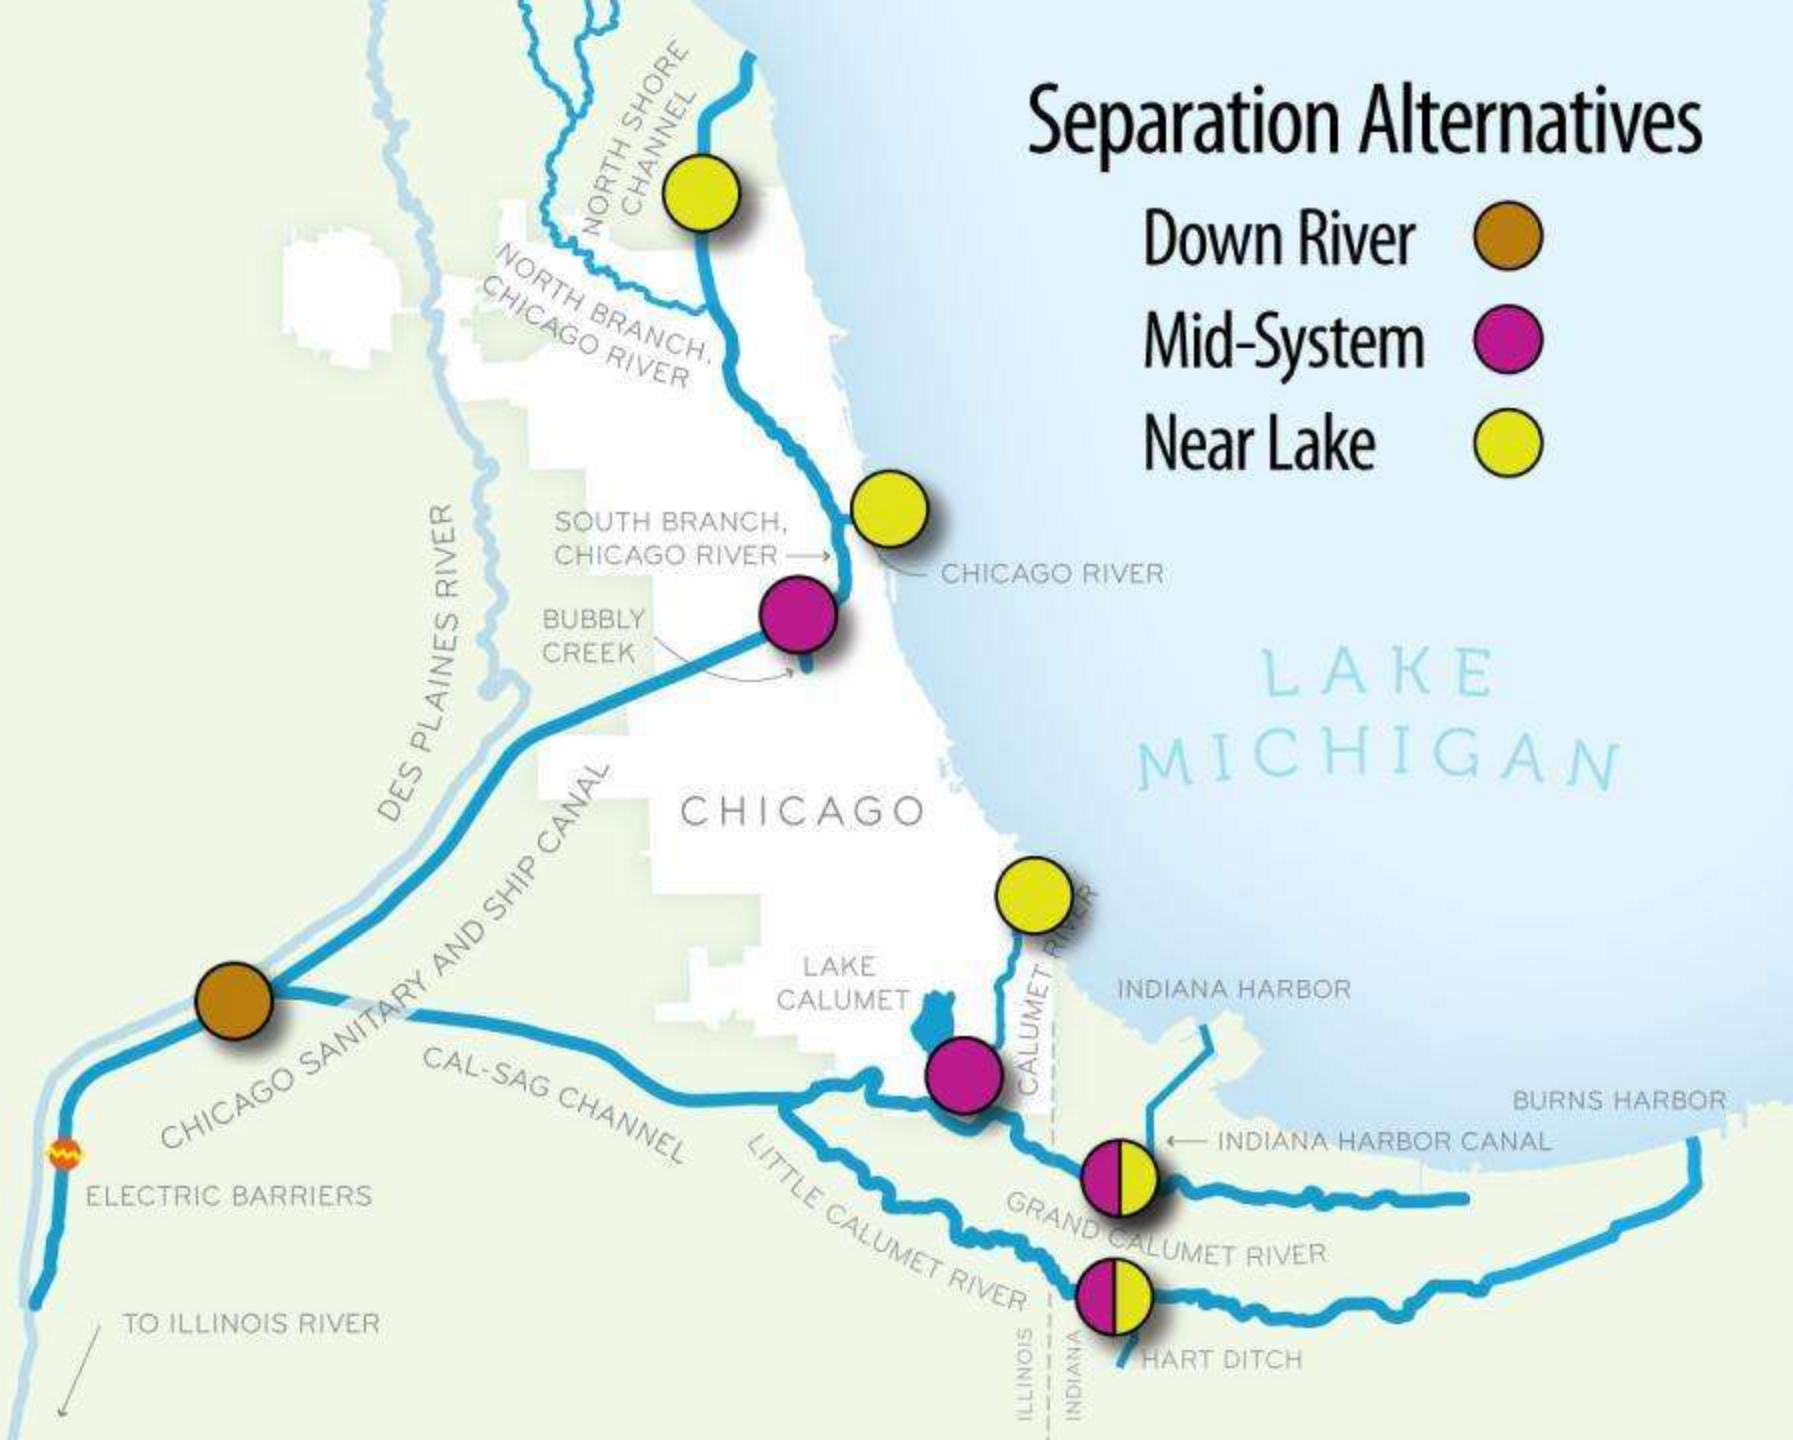 Separation Alternatives
Down River
Mid-System
Near Lake
NORTH SHORE
CHANNEL
NORTH BRANCH,
CHICAGO RIVER
SOUTH BRANCH,
CHICAGO RIVER
CHICAGO RIVER
BUBBLY
CREEK
DES PLAINES RIVER
LAKE
MICHIGAN
CHICAGO
CHICAGO SANITARY AND SHIP CANAL
LAKE
CALUMET
CALUMET RIVER
INDIANA HARBOR
CAL-SAG CHANNEL
BURNS HARBOR
INDIANA HARBOR CANAL
ELECTRIC BARRIERS
LITTLE CALUMET RIVER
GRAND CALUMET RIVER
TO ILLINOIS RIVER
HART DITCH
ILLINOIS
INDIANA